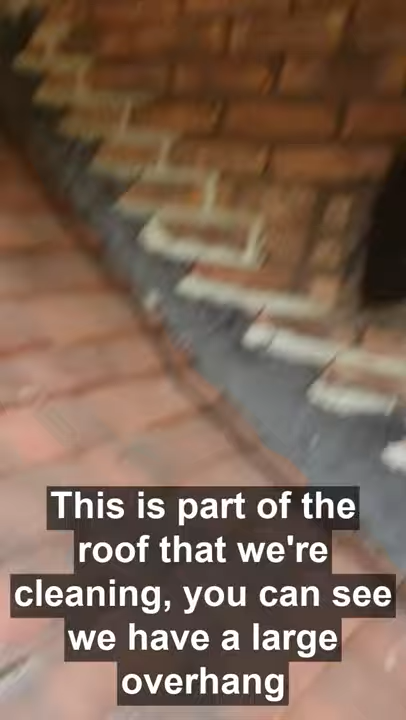 This is part of the
roof that we're
cleaning, you can see
we have a large
overhang